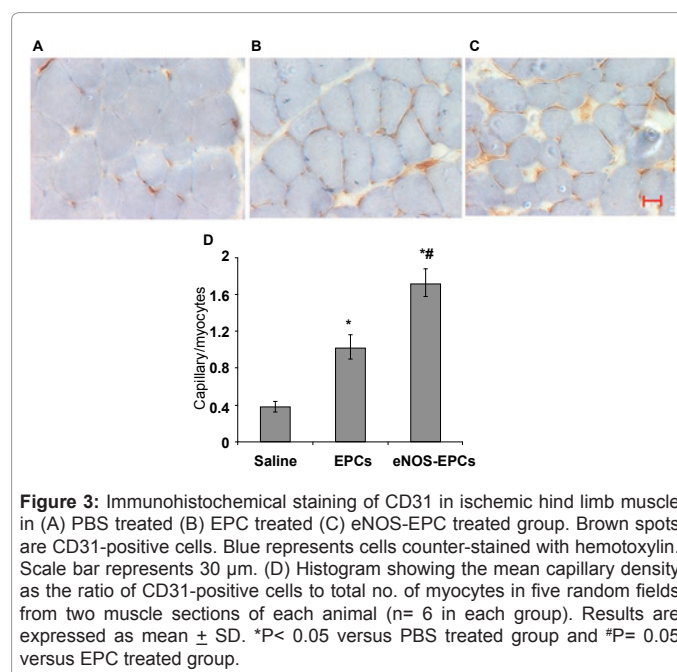 A
B
C
D
2
1.6
1.2
0.8
0.4
0
Capillary/myocytes
*
*#
Saline EPCs eNOS-EPCs
Figure 3: Immunohistochemical staining of CD31 in ischemic hind limb muscle
in (A) PBS treated (B) EPC treated (C) eNOS-EPC treated group. Brown spots
are CD31-positive cells. Blue represents cells counter-stained with hemotoxylin.
Scale bar represents 30 µm. (D) Histogram showing the mean capillary density
as the ratio of CD31-positive cells to total no. of myocytes in five random fields
from two muscle sections of each animal (n= 6 in each group). Results are
expressed as mean ± SD. *P< 0.05 versus PBS treated group and #P= 0.05
versus EPC treated group.